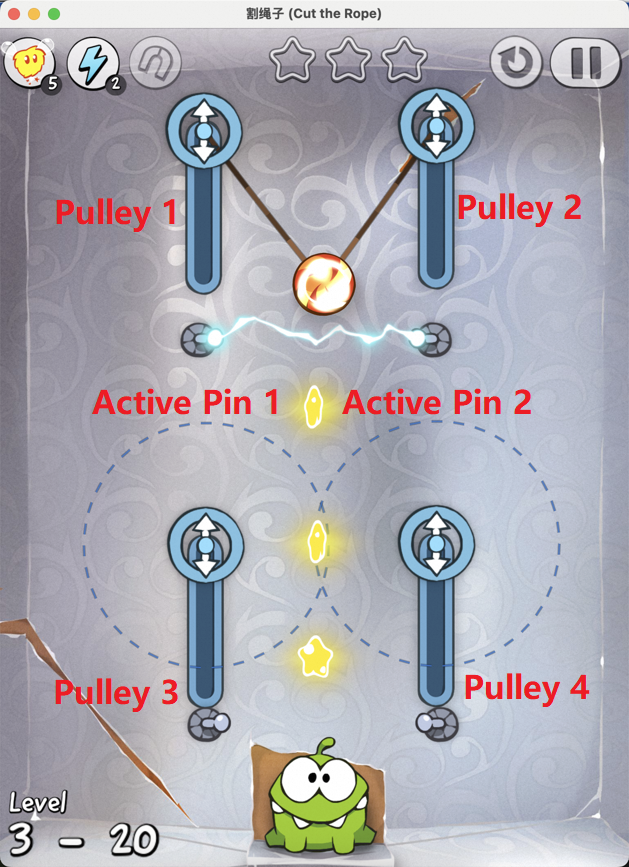 割绳子 (Cut the Rope)
5
2
Pulley 1
Pulley 2
Active Pin 1
Active Pin 2
Pulley 3
Pulley 4
Level
3 - 20